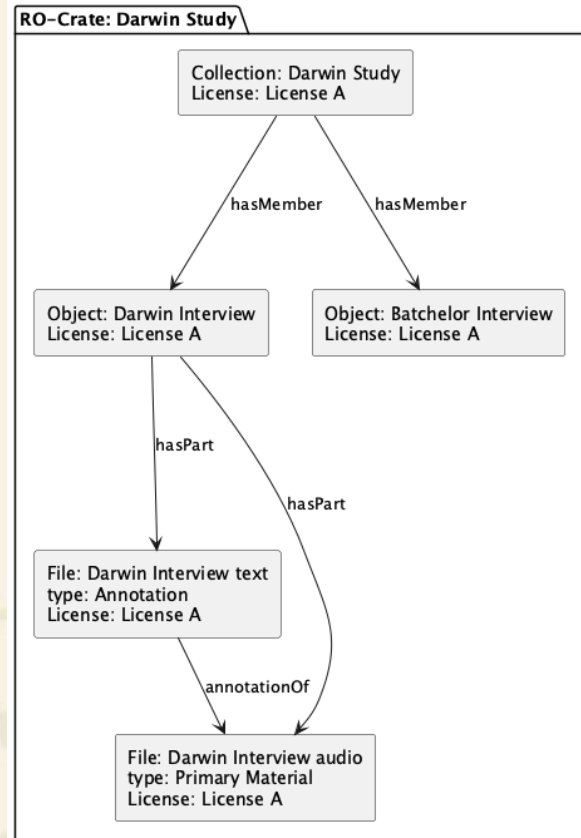 RO-Crate: Darwin Study
Collection: Darwin Study
License: License A
hasMember
hasMember
Object: Darwin Interview
License: License A
Object: Batchelor Interview
License: License A
hasPart
hasPart
File: Darwin Interview text
type: Annotation
License: License A
annotationOf
File: Darwin Interview audio
type: Primary Material
License: License A